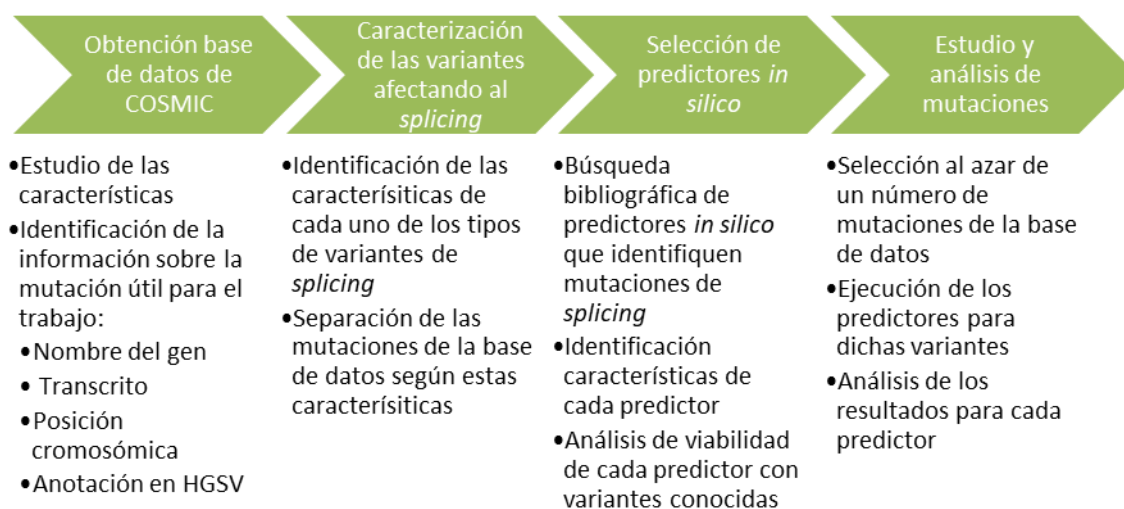 Obtención base
de datos de
COSMIC
Caracterización
de las variantes
afectando al
splicing
Selección de
predictores in
silico
Estudio y
análisis de
mutaciones
•Estudio de las
características
•Identificación de la
información sobre la
mutación útil para el
trabajo:
•Nombre del gen
• Transcrito
•Posición
cromosómica
•Anotación en HGSV
•Identificación de las
caracterísiticas de
cada uno de los tipos
de variantes de
splicing
•Separación de las
mutaciones de la base
de datos según estas
caracterísiticas
•Búsqueda
bibliográfica de
predictores in silico
que identifiquen
mutaciones de
splicing
•Identificación
características de
cada predictor
•Análisis de viabilidad
de cada predictor con
variantes conocidas
•Selección al azar de
un número de
mutaciones de la base
de datos
•Ejecución de los
predictores para
dichas variantes
•Análisis de los
resultados para cada
predictor